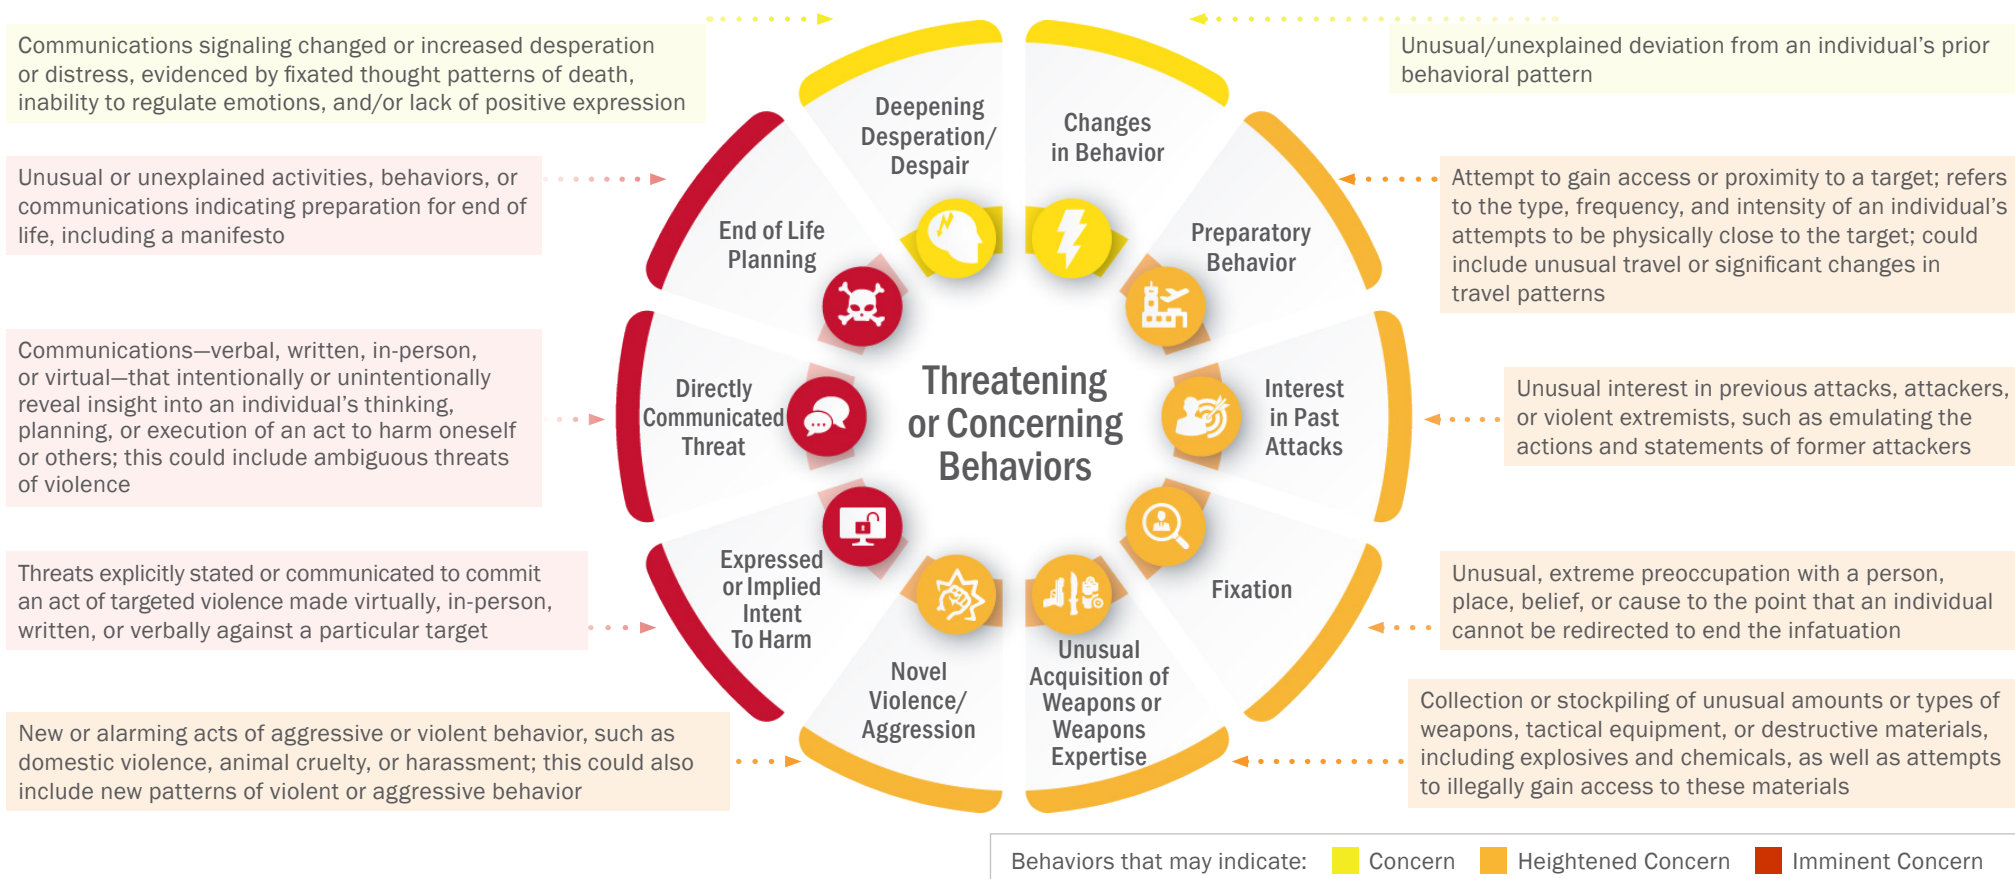 Communications signaling changed or increased desperation
or distress, evidenced by fixated thought patterns of death,
inability to regulate emotions, and/or lack of positive expression
Unusual or unexplained activities, behaviors, or
communications indicating preparation for end of
life, including a manifesto
Communications—verbal, written, in-person,
or virtual—that intentionally or unintentionally
reveal insight into an individual’s thinking,
planning, or execution of an act to harm oneself
or others; this could include ambiguous threats
of violence
Threats explicitly stated or communicated to commit
an act of targeted violence made virtually, in-person,
written, or verbally against a particular target
New or alarming acts of aggressive or violent behavior, such as
domestic violence, animal cruelty, or harassment; this could also
include new patterns of violent or aggressive behavior
Deepening
Desperation/
Despair
Changes
in Behavior
End of Life
Planning
Preparatory
Behavior
Directly
Communicated
Threat
Threatening
or Concerning
Behaviors
Interest
in Past
Attacks
Expressed
or Implied
Intent
To Harm
Fixation
Novel
Violence/
Aggression
Unusual
Acquisition of
Weapons or
Weapons
Expertise
Unusual/unexplained deviation from an individual’s prior
behavioral pattern
Attempt to gain access or proximity to a target; refers
to the type, frequency, and intensity of an individual’s
attempts to be physically close to the target; could
include unusual travel or significant changes in
travel patterns
Unusual interest in previous attacks, attackers,
or violent extremists, such as emulating the
actions and statements of former attackers
Unusual, extreme preoccupation with a person,
place, belief, or cause to the point that an individual
cannot be redirected to end the infatuation
Collection or stockpiling of unusual amounts or types of
weapons, tactical equipment, or destructive materials,
including explosives and chemicals, as well as attempts
to illegally gain access to these materials
Behaviors that may indicate: Concern Heightened Concern Imminent Concern